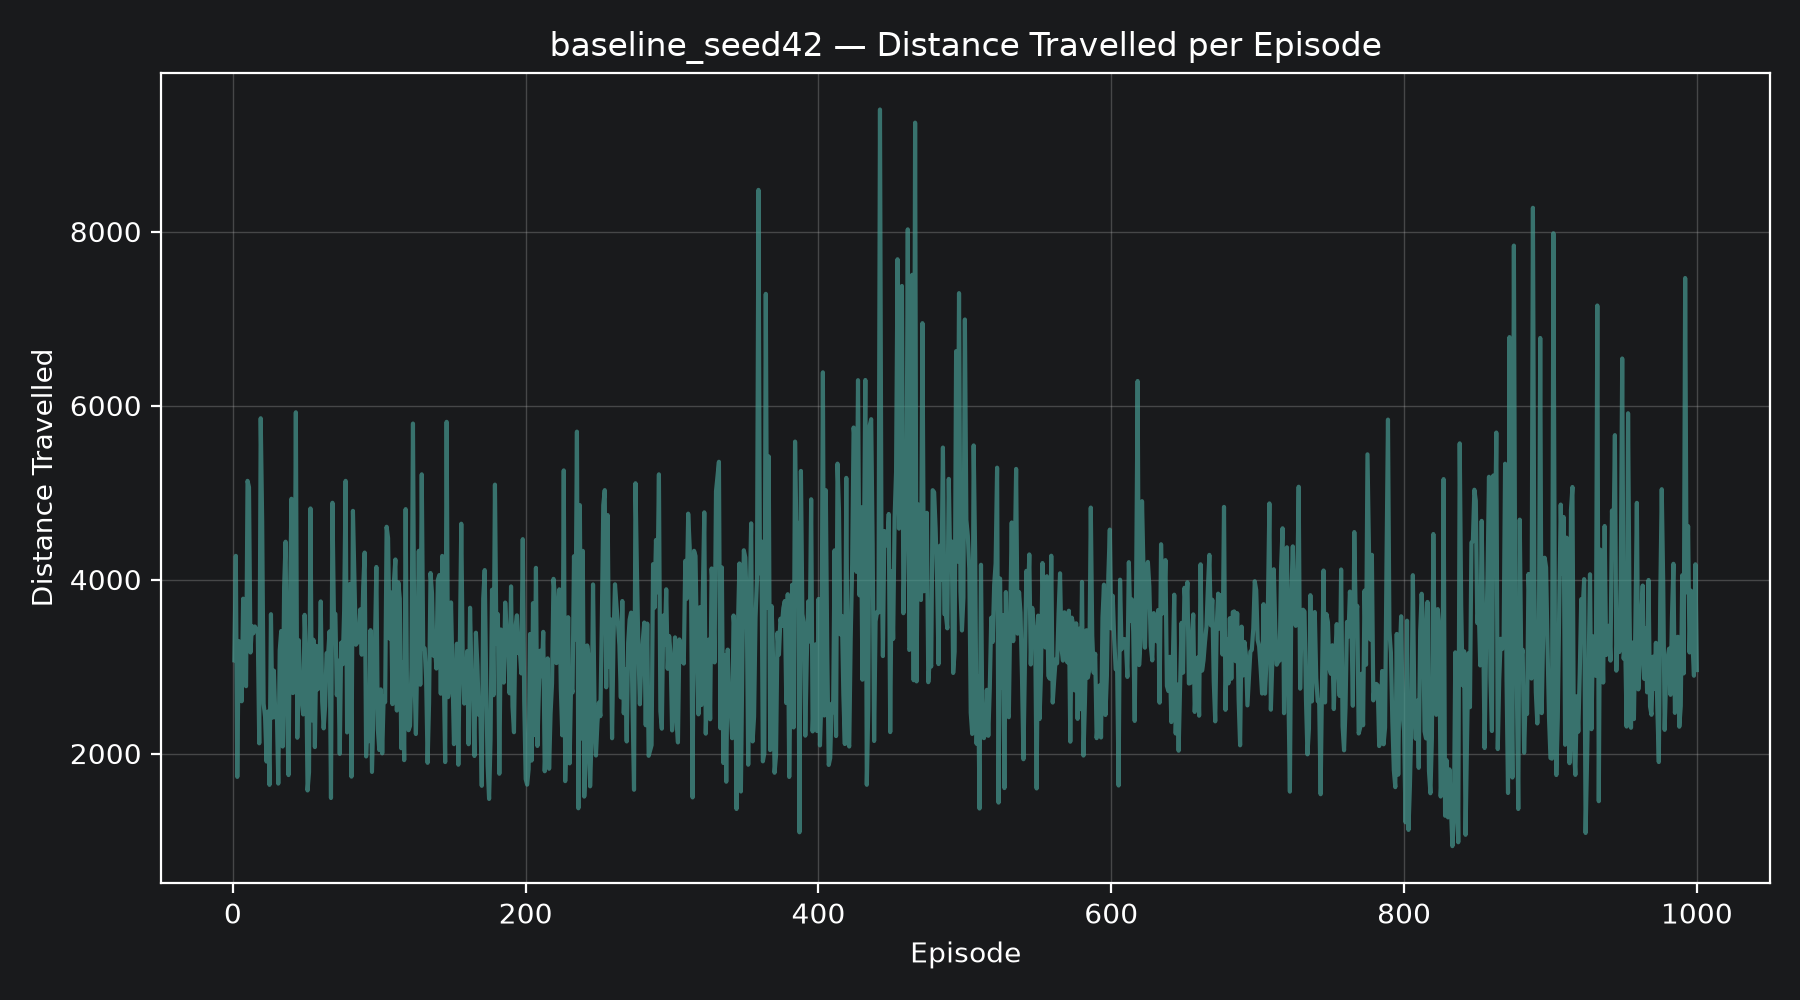 baseline_seed42 — Distance Travelled per Episode
Distance Travelled
8000
6000
4000
2000
0 200 400 600 800 1000
Episode